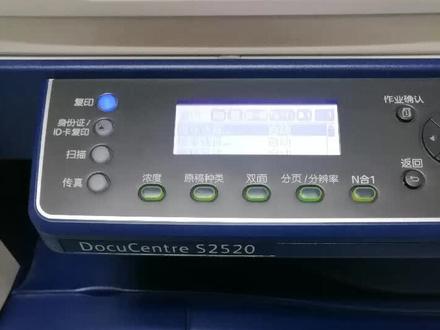 复印
作业确认
身份证/
ID卡复印
扫描
返回
传真
浓度
原稿种类
双面
分页/分辨率
N合1
DocuCentre S2520